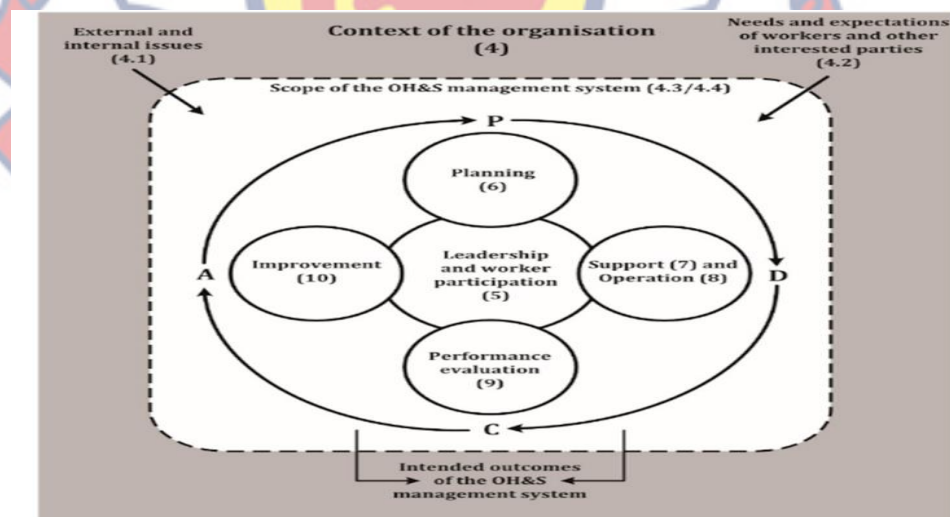 External and
internal issues
(4.1)
Context of the organisation
(4)
Needs and expectations
of workers and other
interested parties
(4.2)
Scope of the OH&S management system (4.3/4.4)
P
Planning
(6)
A
Improvement
(10)
Leadership
and worker
participation
(5)
Support (7) and
Operation (8)
D
Performance
evaluation
(9)
C
Intended outcomes
of the OH&S
management system